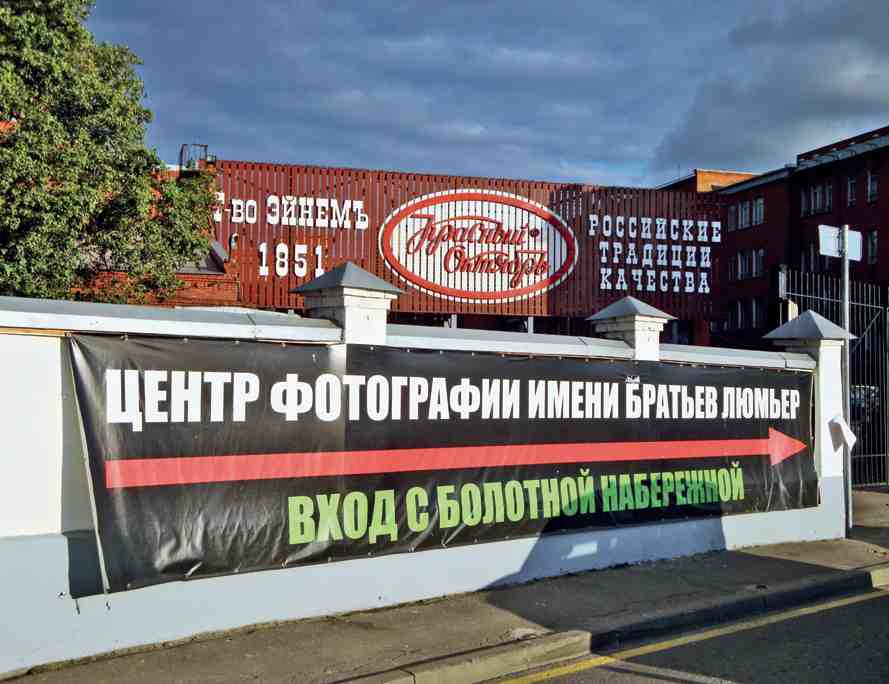 Т-во Эйнемъ
1851
Красный
Октябрь
Российские
традиции
качества
ЦЕНТР ФОТОГРАФИИ ИМЕНИ БРАТЬЕВ ЛЮМЬЕР
ВХОД С БОЛОТНОЙ НАБЕРЕЖНОЙ